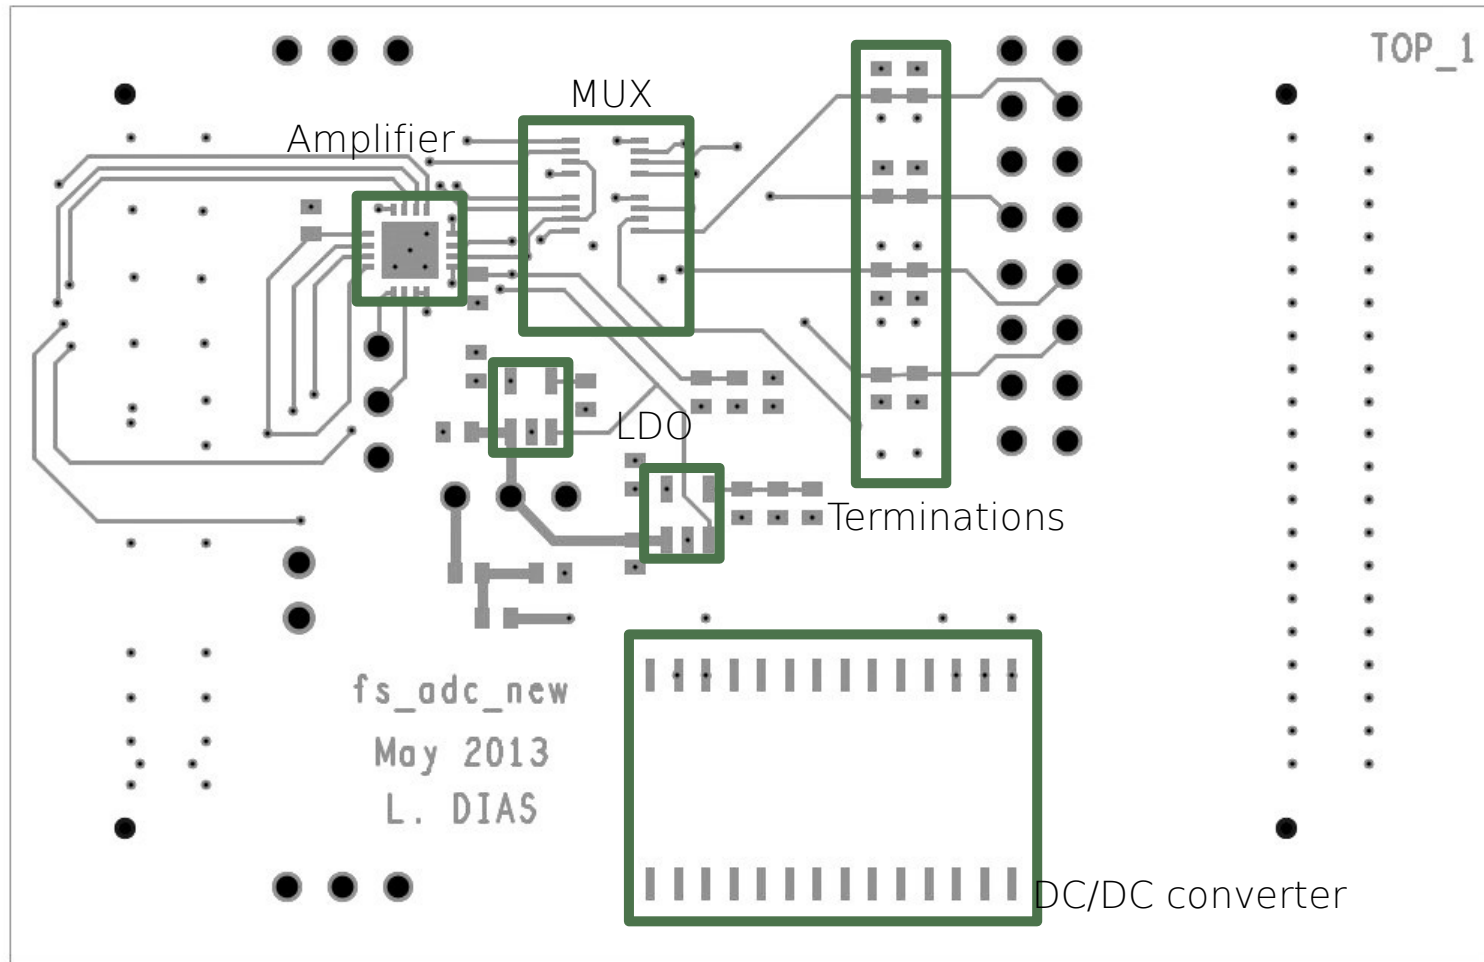 TOP_1
MUX
Amplifier
LDO
Terminations
fs_adc_new
May 2013
L. DIAS
DC/DC converter